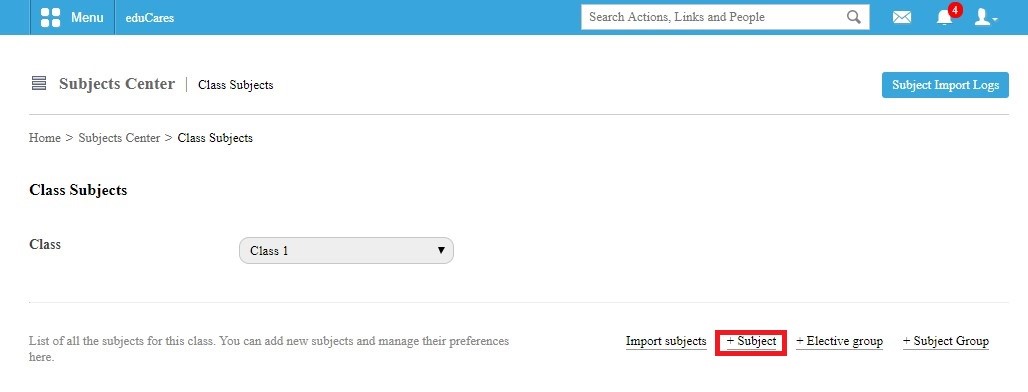 Menu eduCares Search Actions, Links and People 4
Subjects Center | Class Subjects Subject Import Logs
Home > Subjects Center > Class Subjects
Class Subjects
Class Class 1
List of all the subjects for this class. You can add new subjects and manage their preferences
here.
Import subjects + Subject + Elective group + Subject Group